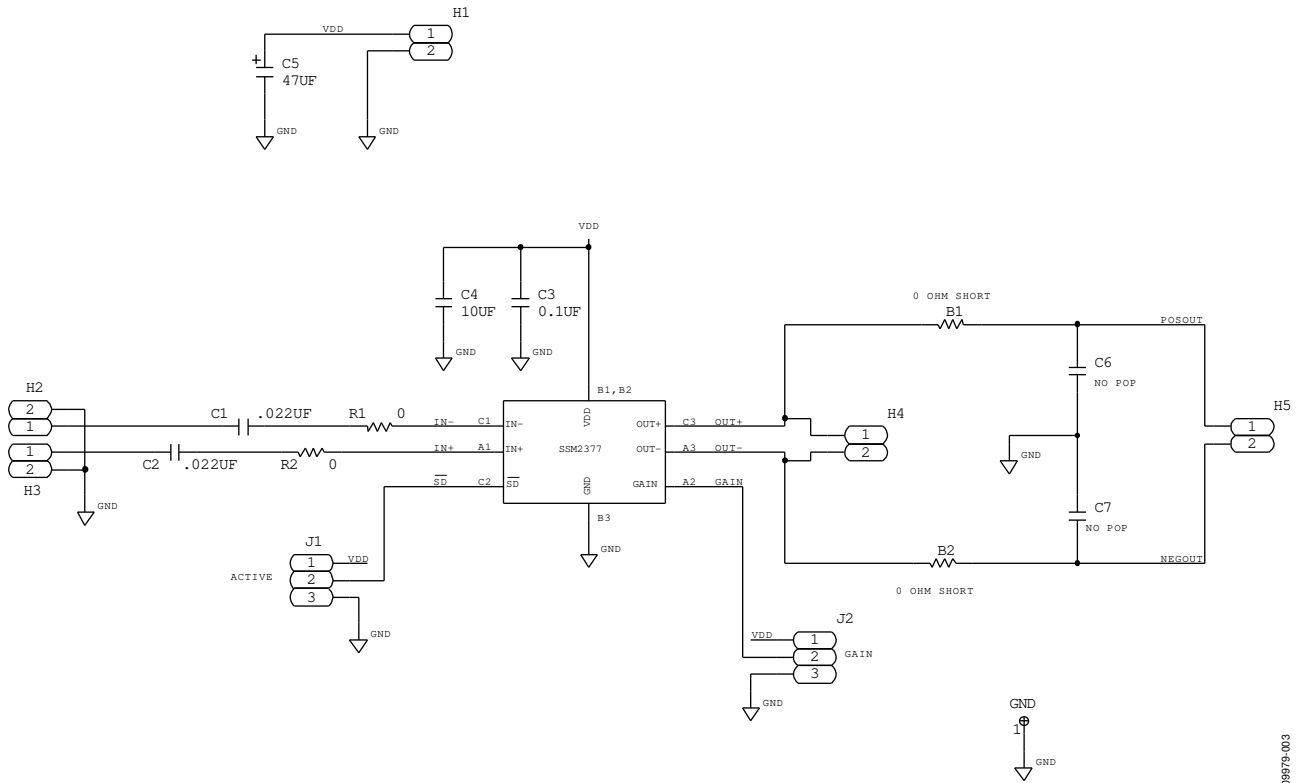 H1
VDD
1
2
+
C5
47UF
GND
GND
VDD
C4
10UF
C3
0.1UF
GND
GND
0 OHM SHORT
B1
POSOUT
C6
NO POP
B1,B2
H2
2
1
C1
.022UF
R1
0
IN-
C1
IN-
VDD
OUT+
C3
OUT+
H4
1
2
H5
1
2
1
2
H3
C2
.022UF
R2
0
IN+
A1
IN+
SSM2377
OUT-
A3
OUT-
GND
SD
C2
SD
GND
GAIN
A2
GAIN
GND
B3
GND
C7
NO POP
J1
1
VDD
ACTIVE
2
3
GND
B2
NEGOUT
0 OHM SHORT
J2
VDD
1
2
GAIN
3
GND
GND
1
GND
09979-003